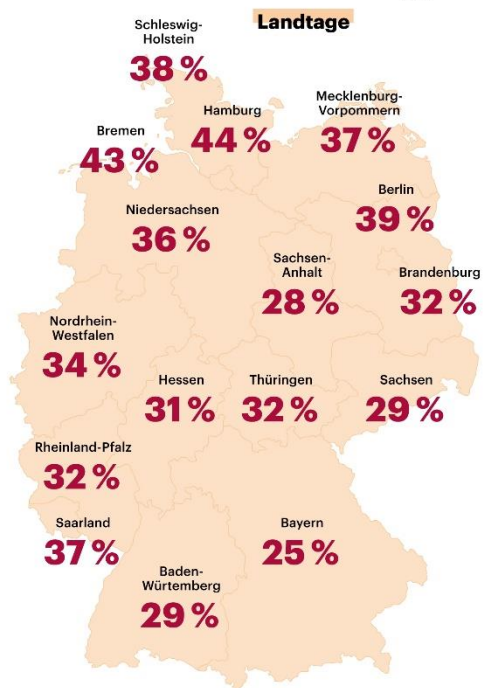 Landtage
Schleswig-
Holstein
38 %
Hamburg
44 %
Mecklenburg-
Vorpommern
37 %
Bremen
43 %
Berlin
39 %
Niedersachsen
36 %
Sachsen-
Anhalt
28 %
Brandenburg
32 %
Nordrhein-
Westfalen
34 %
Hessen
31 %
Thüringen
32 %
Sachsen
29 %
Rheinland-Pfalz
32 %
Saarland
37 %
Bayern
25 %
Baden-
Würtemberg
29 %